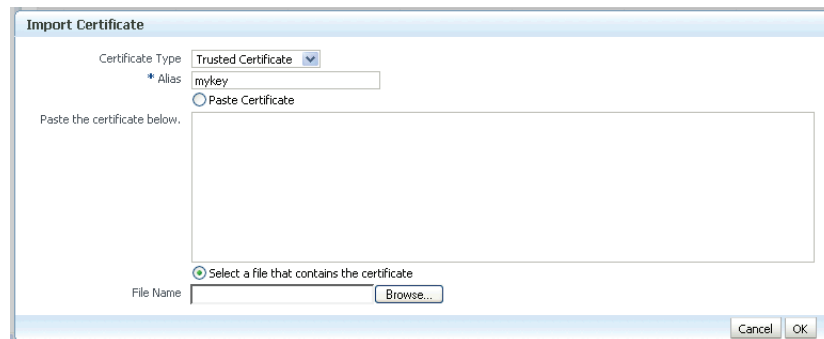 Import Certificate
Certificate Type Trusted Certificate
* Alias mykey
Paste Certificate
Paste the certificate below.
Select a file that contains the certificate
File Name Browse...
Cancel OK